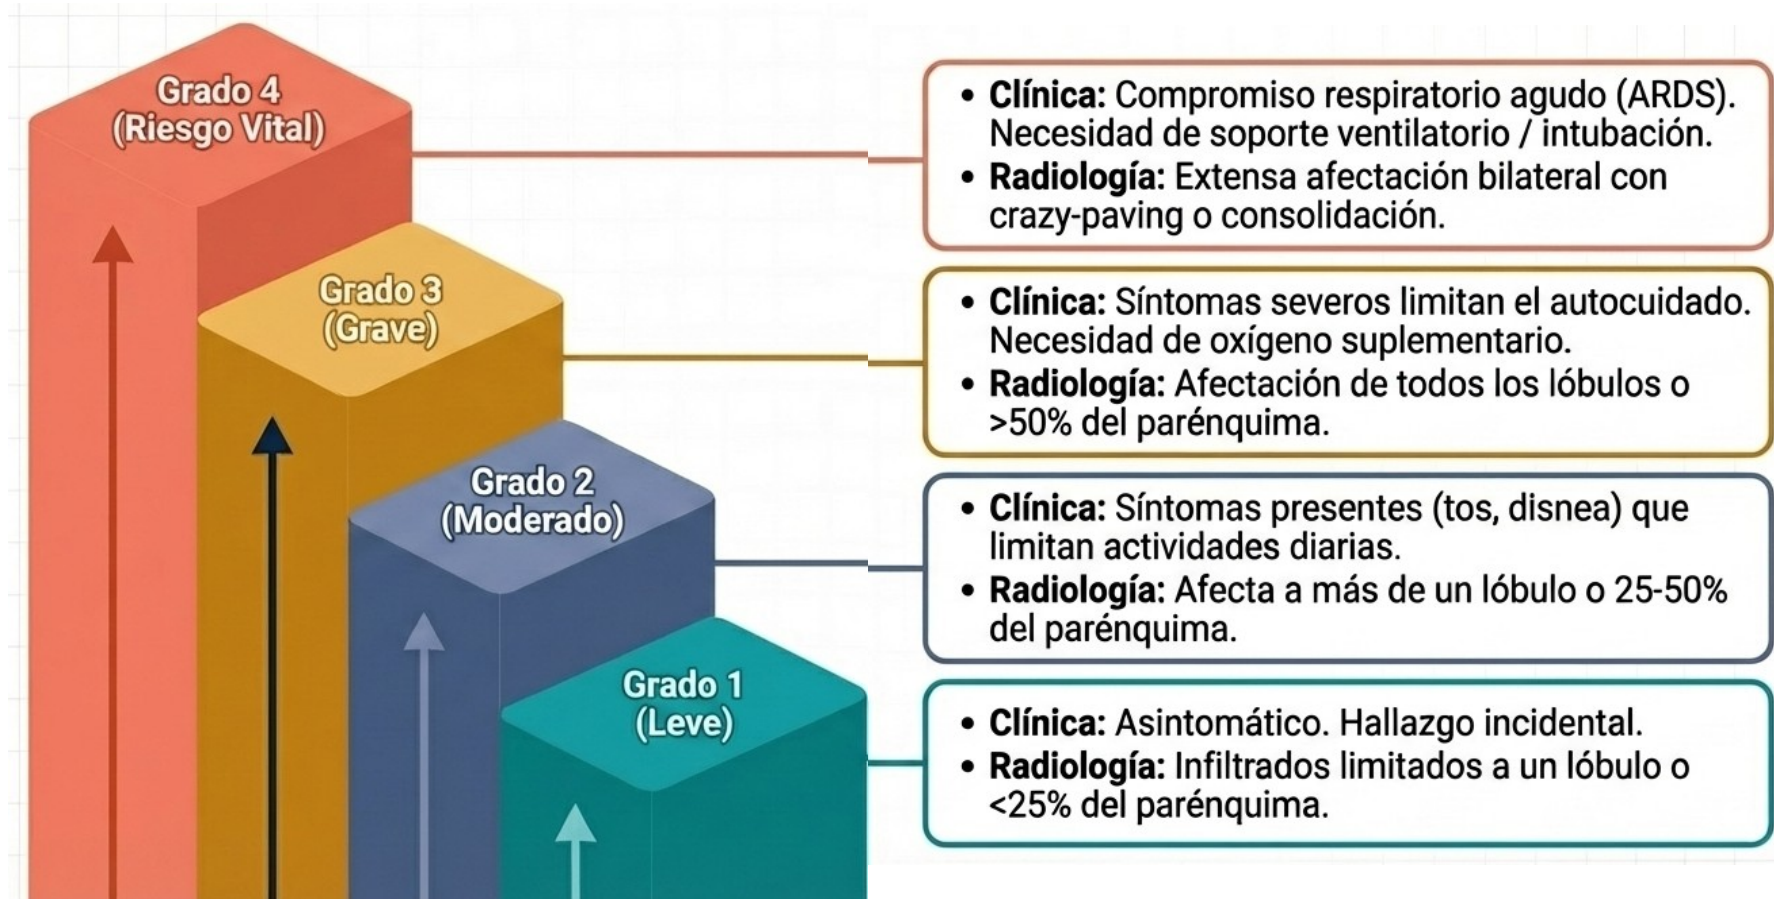 Grado 4
(Riesgo Vital)
• Clínica: Compromiso respiratorio agudo (ARDS).
Necesidad de soporte ventilatorio / intubación.
• Radiología: Extensa afectación bilateral con
crazy-paving o consolidación.
Grado 3
(Grave)
• Clínica: Síntomas severos limitan el autocuidado.
Necesidad de oxígeno suplementario.
• Radiología: Afectación de todos los lóbulos o
>50% del parénquima.
Grado 2
(Moderado)
• Clínica: Síntomas presentes (tos, disnea) que
limitan actividades diarias.
• Radiología: Afecta a más de un lóbulo o 25-50%
del parénquima.
Grado 1
(Leve)
• Clínica: Asintomático. Hallazgo incidental.
• Radiología: Infiltrados limitados a un lóbulo o
<25% del parénquima.